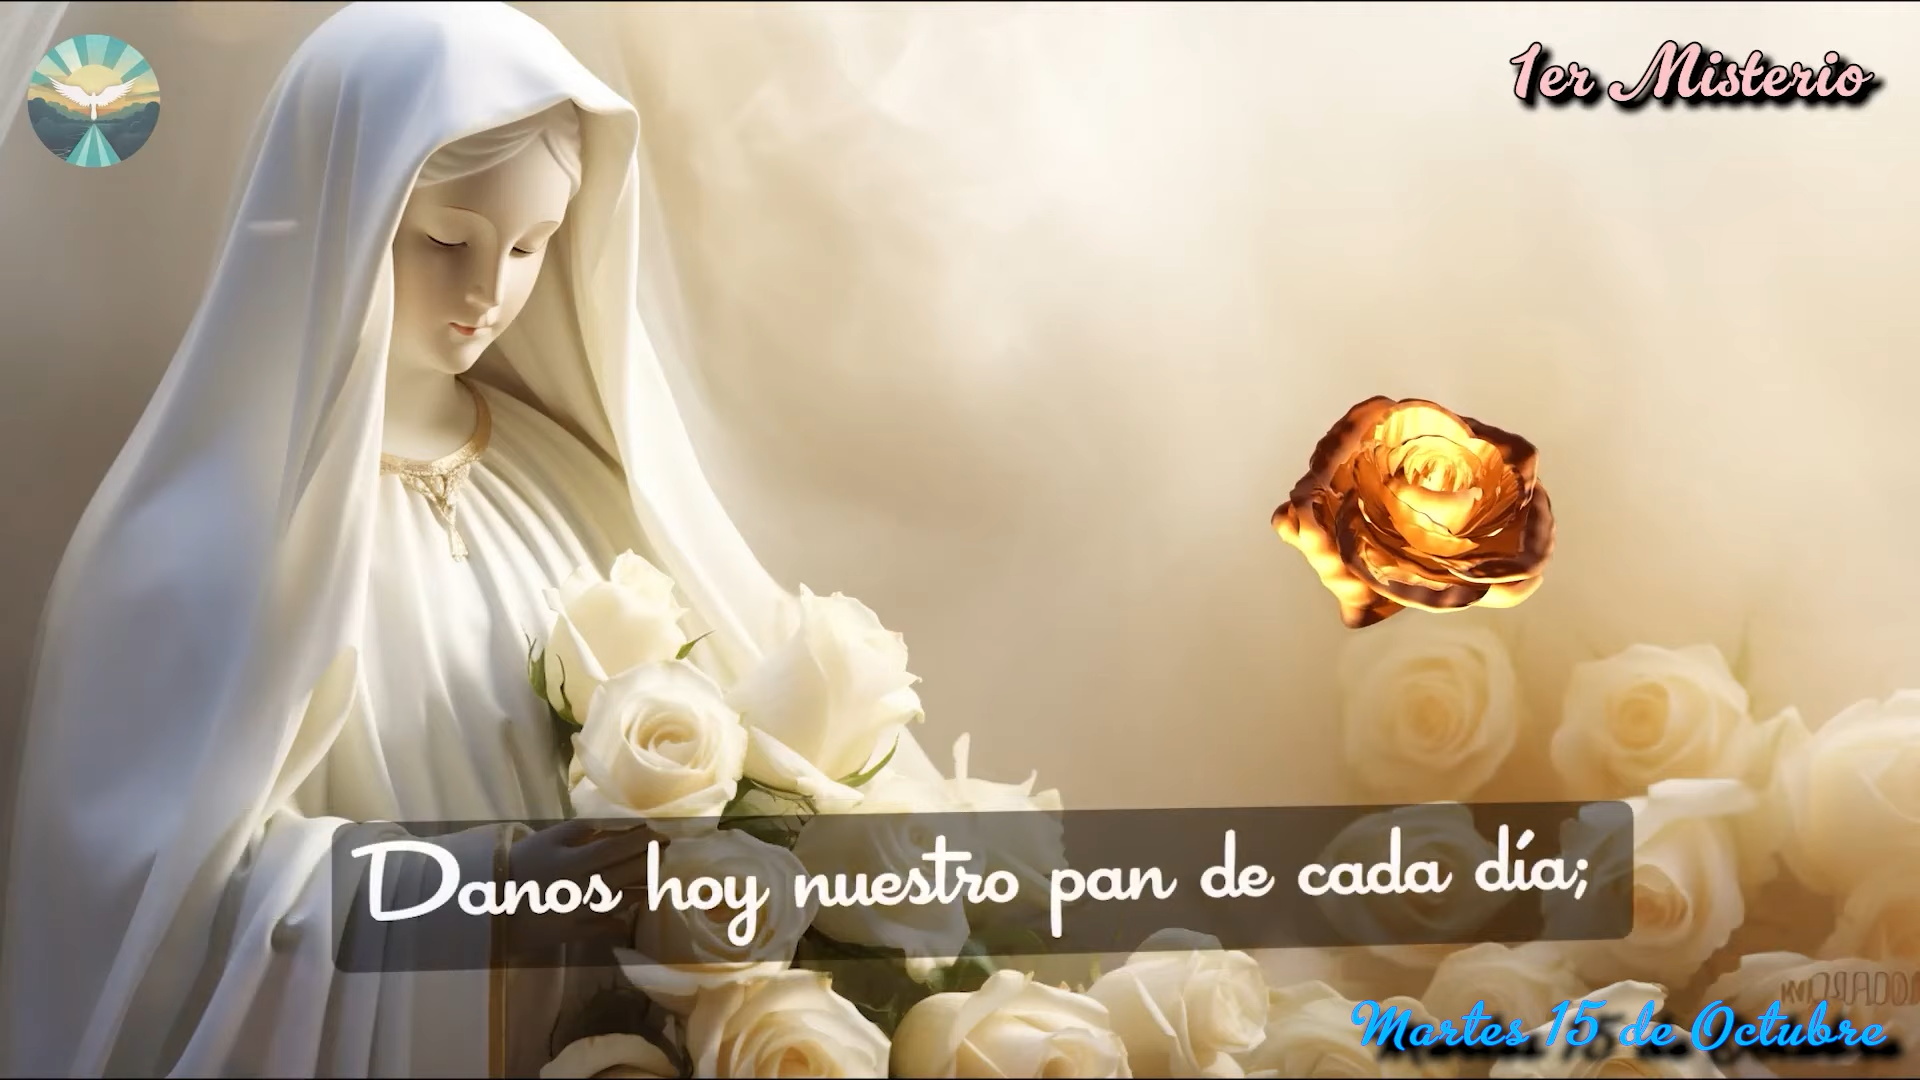 1er Misterio
Danos hoy nuestro pan de cada día;
Martes 15 de Octubre